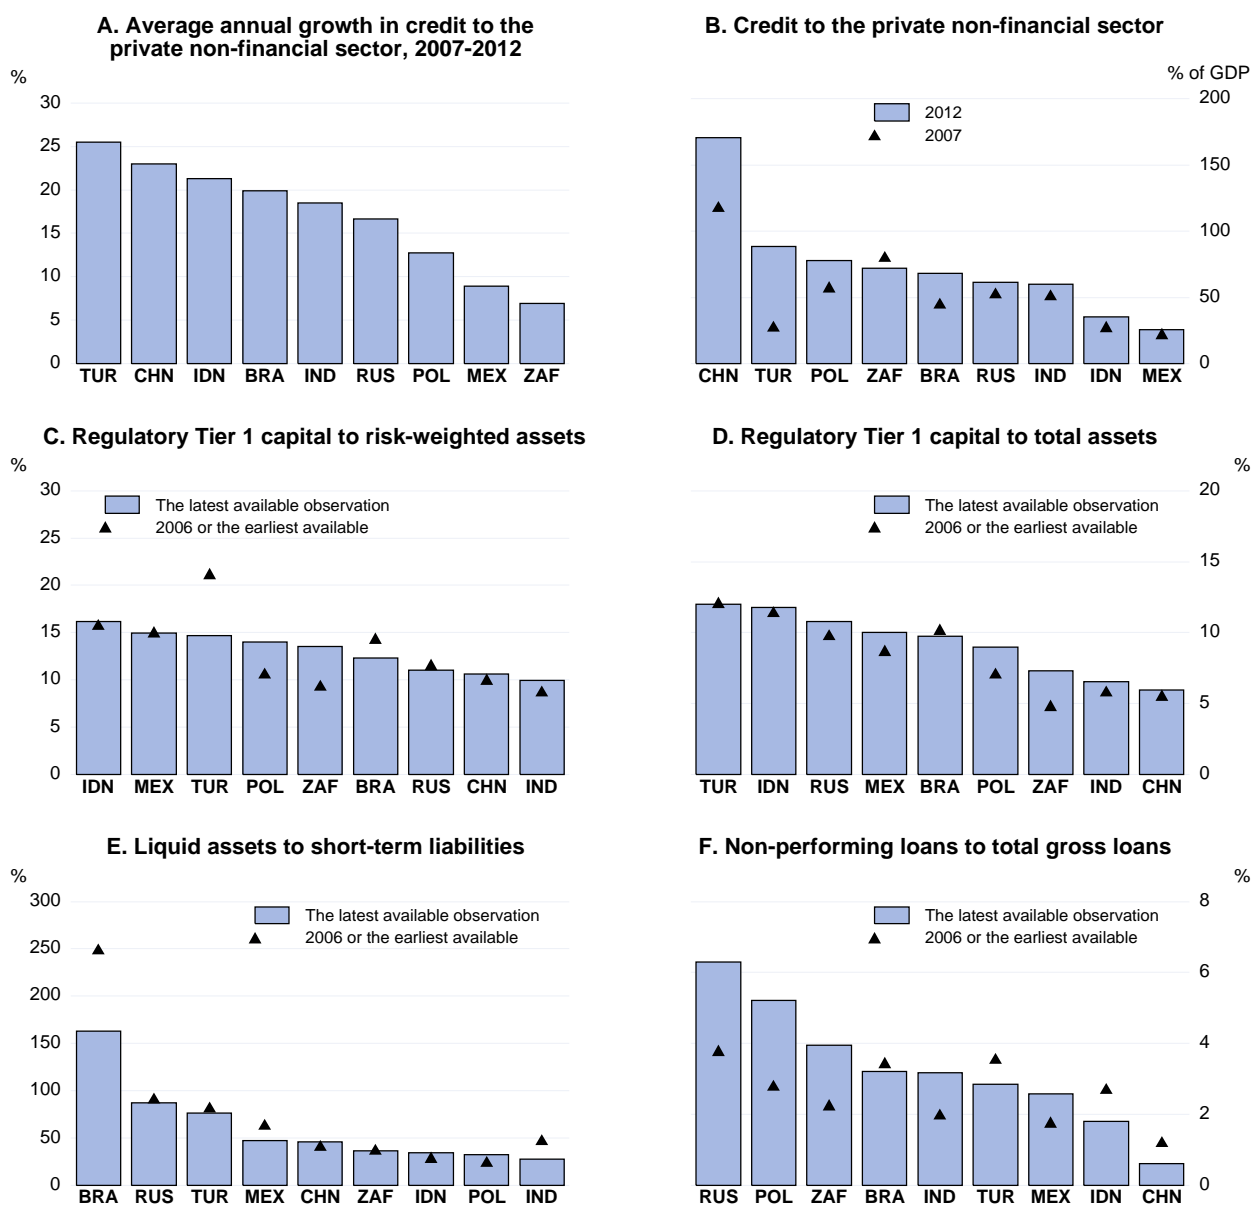 A. Average annual growth in credit to the
private non-financial sector, 2007-2012
%
30
25
20
15
10
5
0
TUR CHN IDN BRA IND RUS POL MEX ZAF
B. Credit to the private non-financial sector
% of GDP
2012
2007
200
150
100
50
0
CHN TUR POL ZAF BRA RUS IND IDN MEX
C. Regulatory Tier 1 capital to risk-weighted assets
%
The latest available observation
2006 or the earliest available
30
25
20
15
10
5
0
IDN MEX TUR POL ZAF BRA RUS CHN IND
D. Regulatory Tier 1 capital to total assets
%
The latest available observation
2006 or the earliest available
20
15
10
5
0
TUR IDN RUS MEX BRA POL ZAF IND CHN
E. Liquid assets to short-term liabilities
%
The latest available observation
2006 or the earliest available
300
250
200
150
100
50
0
BRA RUS TUR MEX CHN ZAF IDN POL IND
F. Non-performing loans to total gross loans
%
The latest available observation
2006 or the earliest available
8
6
4
2
0
RUS POL ZAF BRA IND TUR MEX IDN CHN